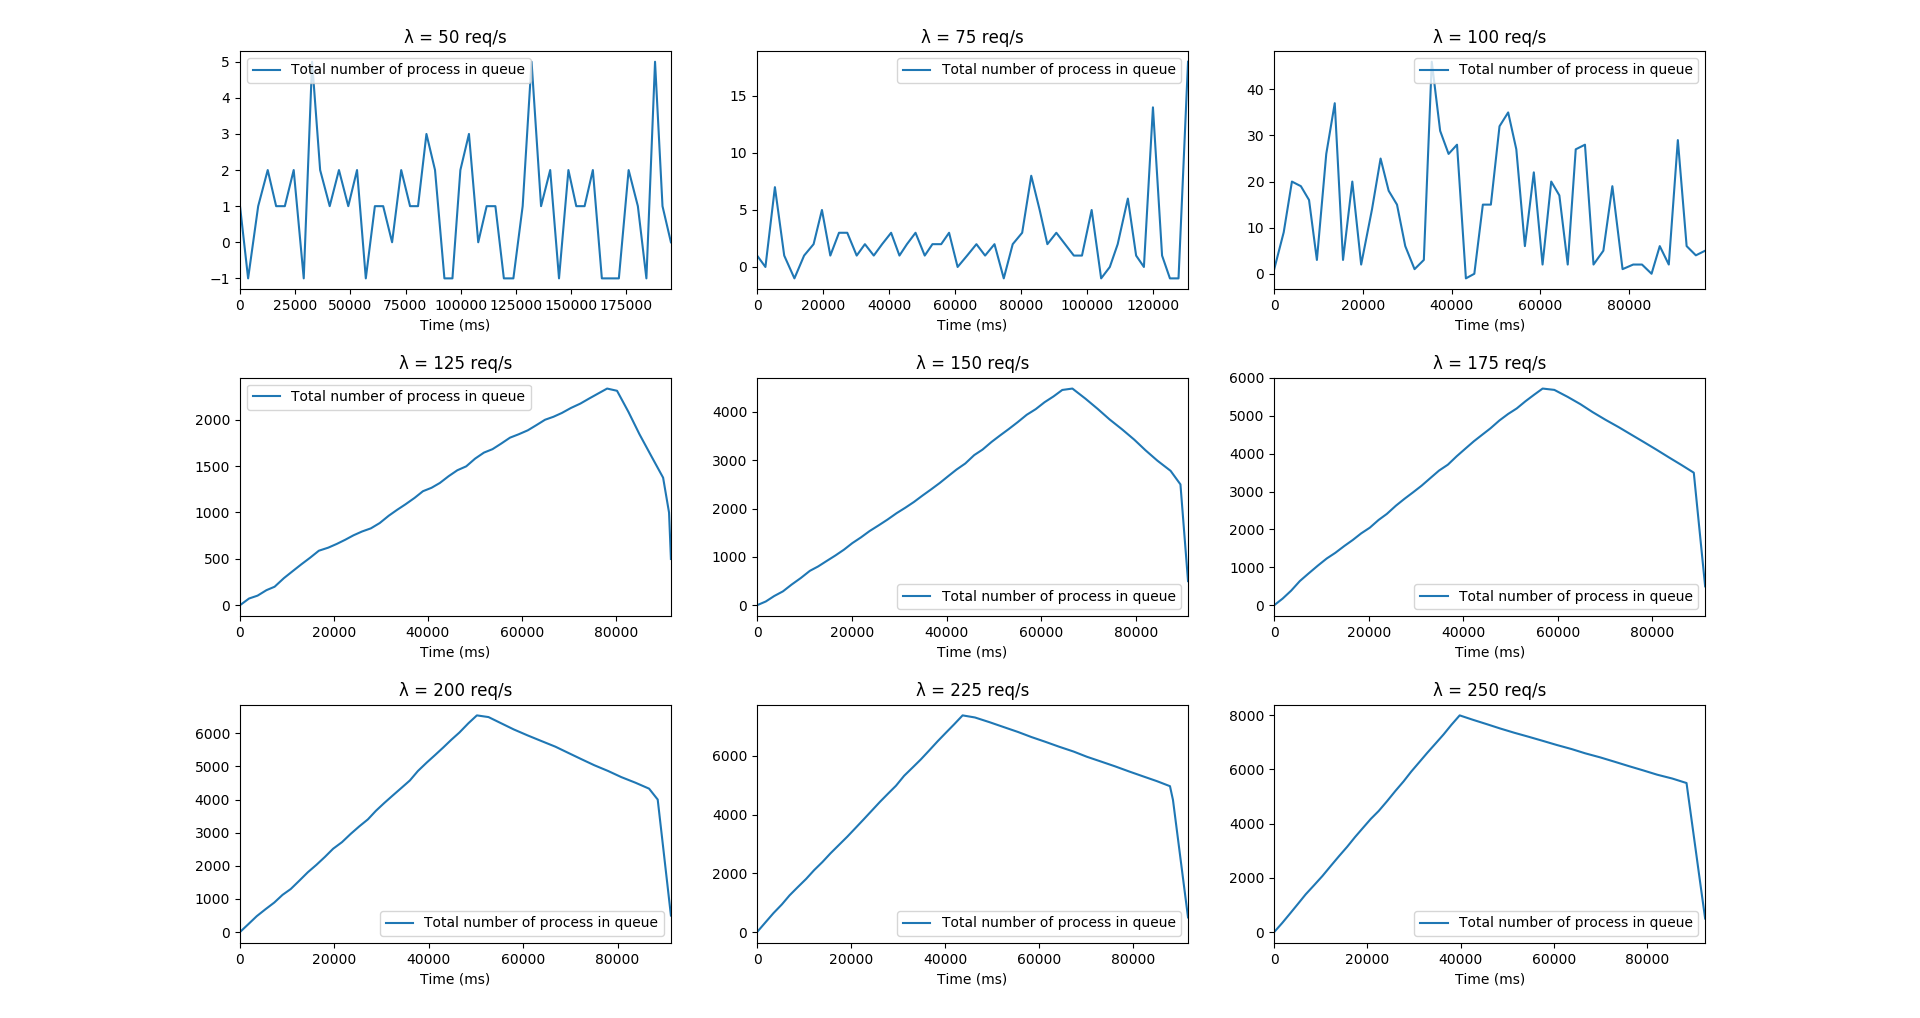 λ = 50 req/s
Total number of process in queue
5
4
3
2
1
0
−1
0 25000 50000 75000 100000 125000 150000 175000
Time (ms)
λ = 75 req/s
Total number of process in queue
15
10
5
0
0 20000 40000 60000 80000 100000 120000
Time (ms)
λ = 100 req/s
Total number of process in queue
40
30
20
10
0
0 20000 40000 60000 80000
Time (ms)
λ = 125 req/s
Total number of process in queue
2000
1500
1000
500
0
0 20000 40000 60000 80000
Time (ms)
λ = 150 req/s
4000
3000
2000
1000
0
Total number of process in queue
0 20000 40000 60000 80000
Time (ms)
λ = 175 req/s
6000
5000
4000
3000
2000
1000
0
Total number of process in queue
0 20000 40000 60000 80000
Time (ms)
λ = 200 req/s
6000
5000
4000
3000
2000
1000
0
Total number of process in queue
0 20000 40000 60000 80000
Time (ms)
λ = 225 req/s
6000
4000
2000
0
Total number of process in queue
0 20000 40000 60000 80000
Time (ms)
λ = 250 req/s
8000
6000
4000
2000
0
Total number of process in queue
0 20000 40000 60000 80000
Time (ms)